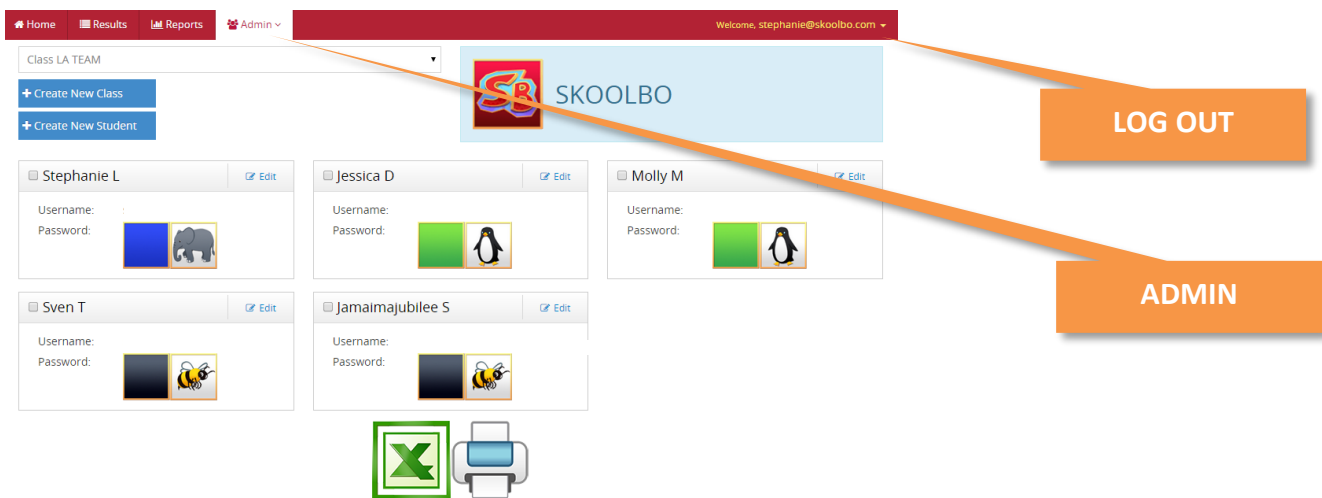 Home Results Reports Admin Welcome, stephanie@skoolbo.com
Class LA TEAM
+ Create New Class
+ Create New Student
SB SKOOLBO
LOG OUT
Stephanie L Edit
Username:
Password:
Jessica D Edit
Username:
Password:
Molly M Edit
Username:
Password:
ADMIN
Sven T Edit
Username:
Password:
Jamaimajubilee S Edit
Username:
Password:
X